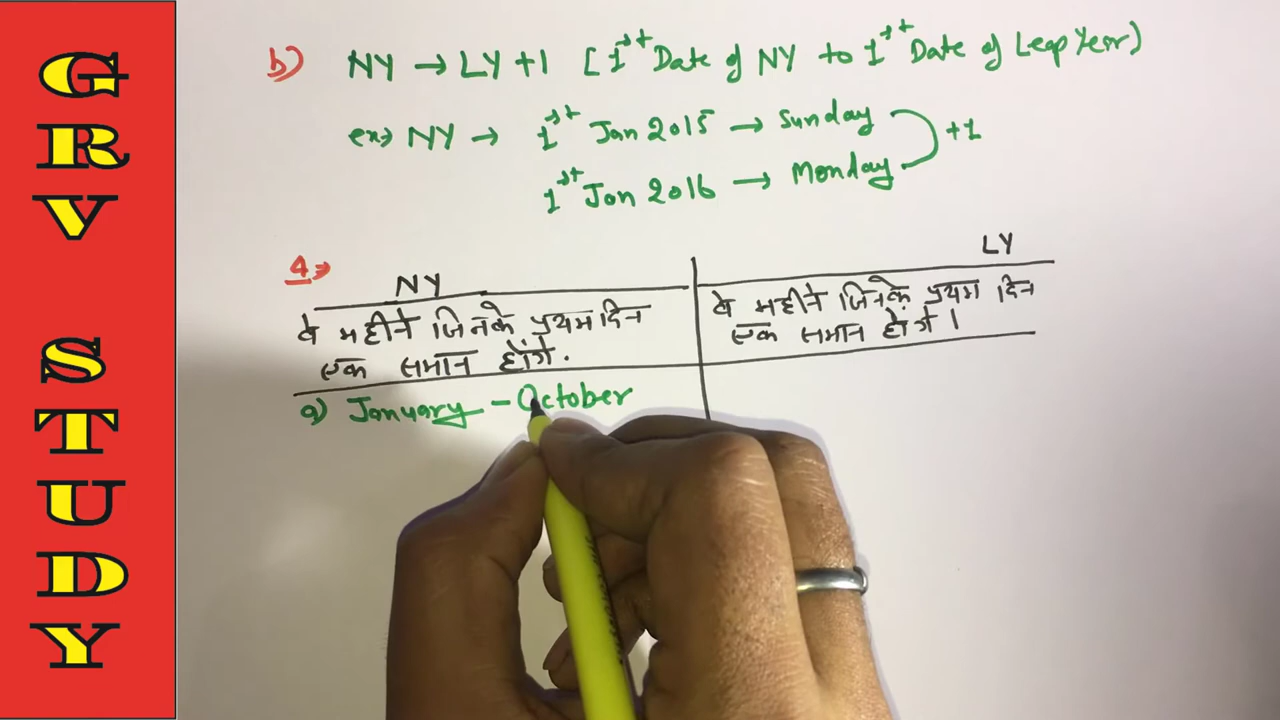 GRV
STUDY
b) NY → LY +1 [1st Date of NY to 1st Date of Leap Year)
ex→ NY → 1st Jan 2015 → Sunday
+1
1st Jan 2016 → Monday
4⇒
NY
LY
वे महीने जिनके प्रथम दिन
एक समान होंगे.
वे महीने जिनके प्रथम दिन
एक समान होंगे।
a) January - October